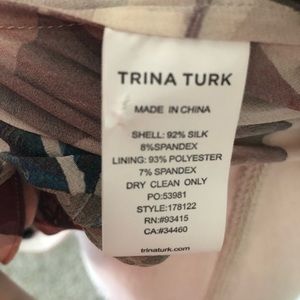 TRINA TURK
MADE IN CHINA
SHELL: 92% SILK
8%SPANDEX
LINING: 93% POLYESTER
7% SPANDEX
DRY CLEAN ONLY
PO:53981
STYLE:178122
RN:#93415
CA:#34460
trinaturk.com